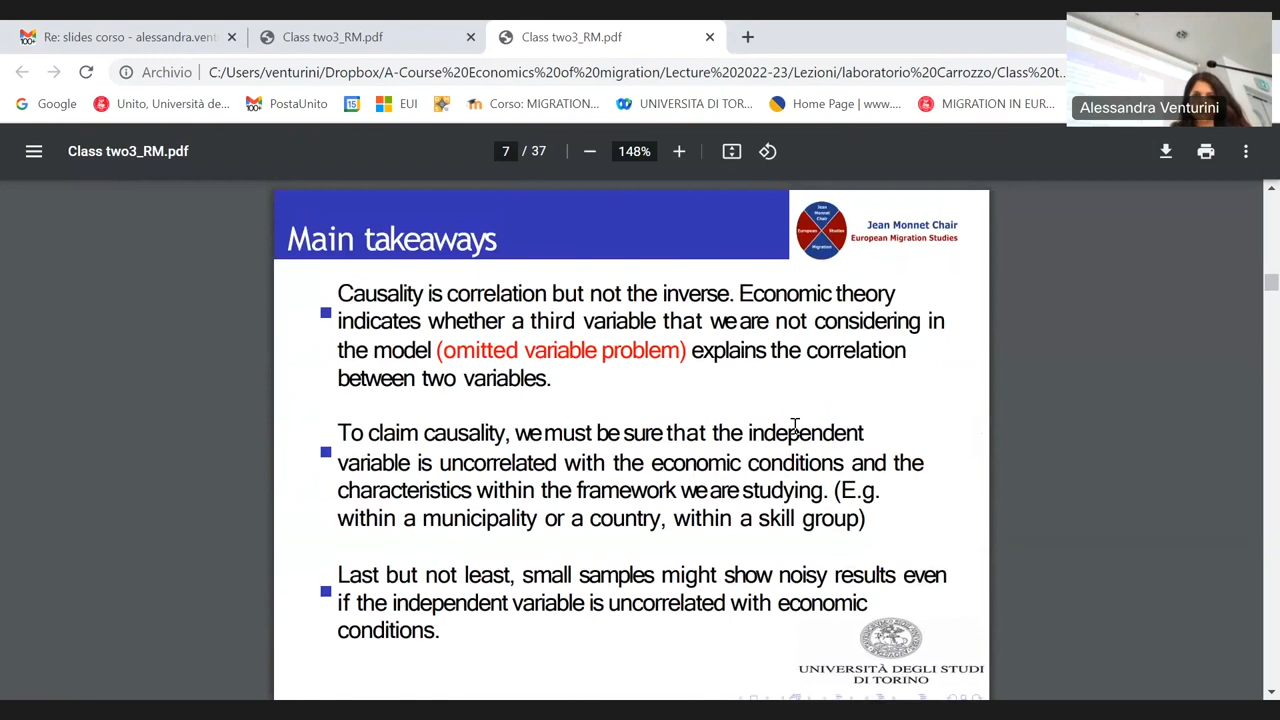 Re: slides corso - alessandra.vent
Class two3_RM.pdf
Class two3_RM.pdf
Archivio
C:/Users/venturini/Dropbox/A-Course%20Economics%20of%20migration/Lecture%202022-23/Lezioni/laboratorio%20Carrozzo/Class%20t...
Alessandra Venturini
Google
Unito, Università de...
PostaUnito
EUI
Corso: MIGRATION...
UNIVERSITA DI TOR...
Home Page | www....
MIGRATION IN EUR...
Class two3_RM.pdf
7 / 37
148%
Main takeaways
Jean Monnet Chair
European Studies
Migration
Jean Monnet Chair
European Migration Studies
Causality is correlation but not the inverse. Economic theory
indicates whether a third variable that we are not considering in
the model (omitted variable problem) explains the correlation
between two variables.
To claim causality, we must be sure that the independent
variable is uncorrelated with the economic conditions and the
characteristics within the framework we are studying. (E.g.
within a municipality or a country, within a skill group)
Last but not least, small samples might show noisy results even
if the independent variable is uncorrelated with economic
conditions.
UNIVERSITÀ DEGLI STUDI
DI TORINO